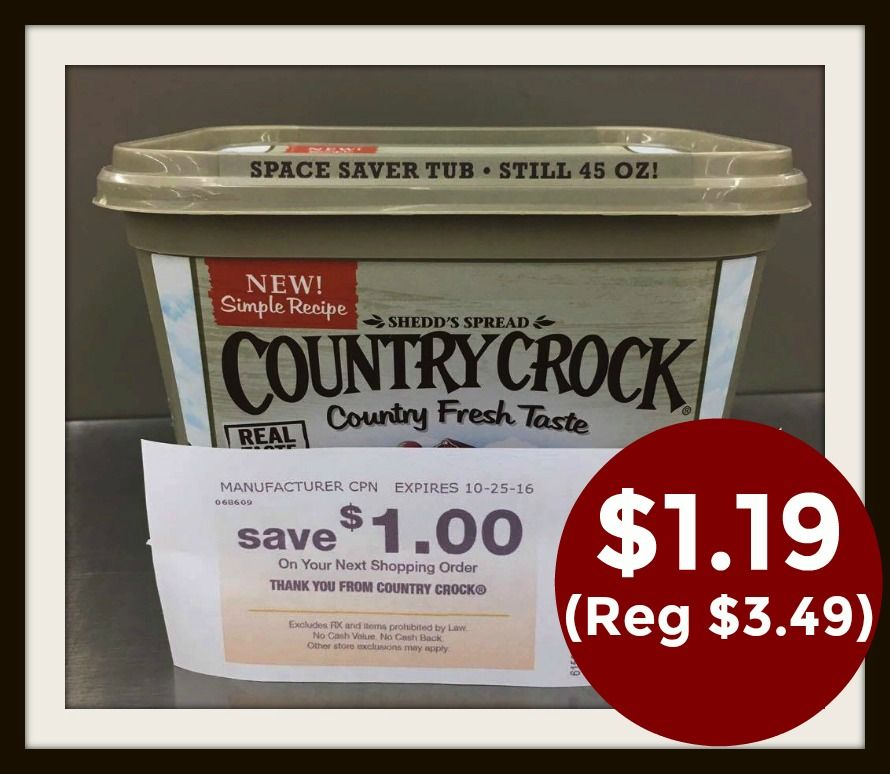 NEW!
SPACE SAVER TUB • STILL 45 OZ!
NEW!
Simple Recipe
SHEDD'S SPREAD
COUNTRY CROCK®
Country Fresh Taste
REAL
TASTE
MANUFACTURER CPN EXPIRES 10-25-16
068609
save $1.00
On Your Next Shopping Order
THANK YOU FROM COUNTRY CROCK®
Excludes RX and items prohibited by Law.
No Cash Value. No Cash Back.
Other store exclusions may apply.
$1.19
(Reg $3.49)